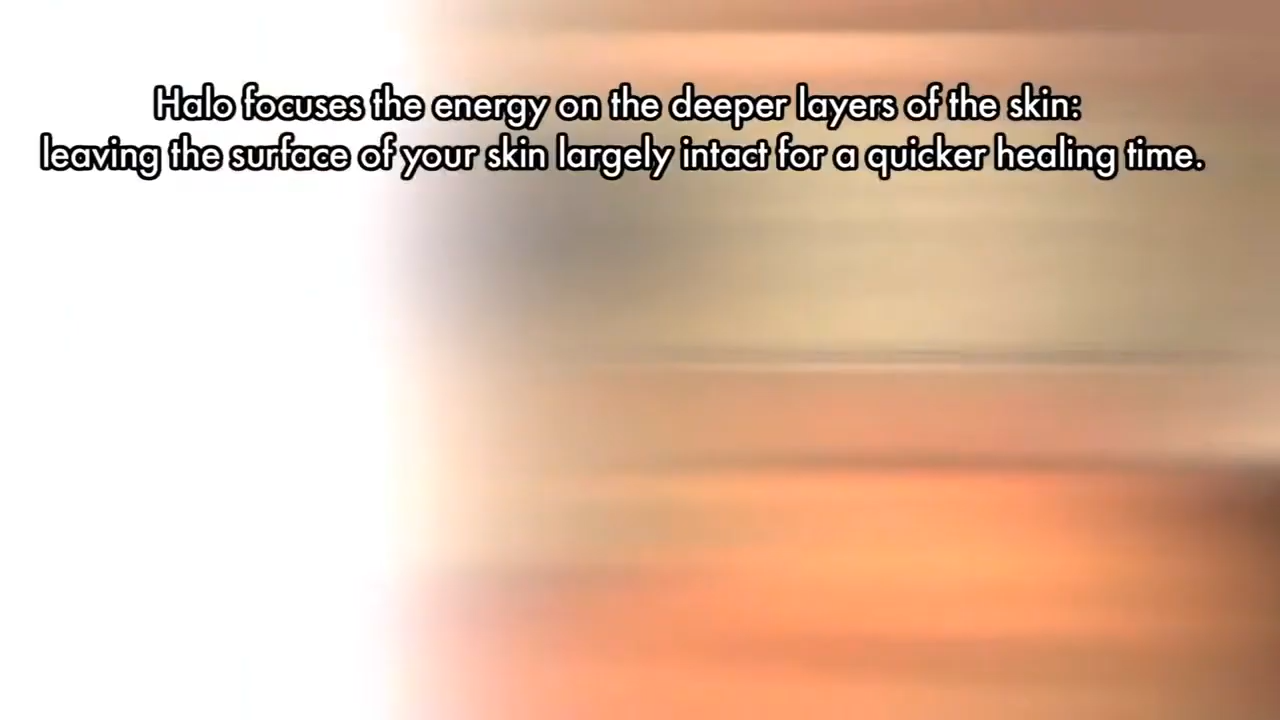 Halo focuses the energy on the deeper layers of the skin:
leaving the surface of your skin largely intact for a quicker healing time.